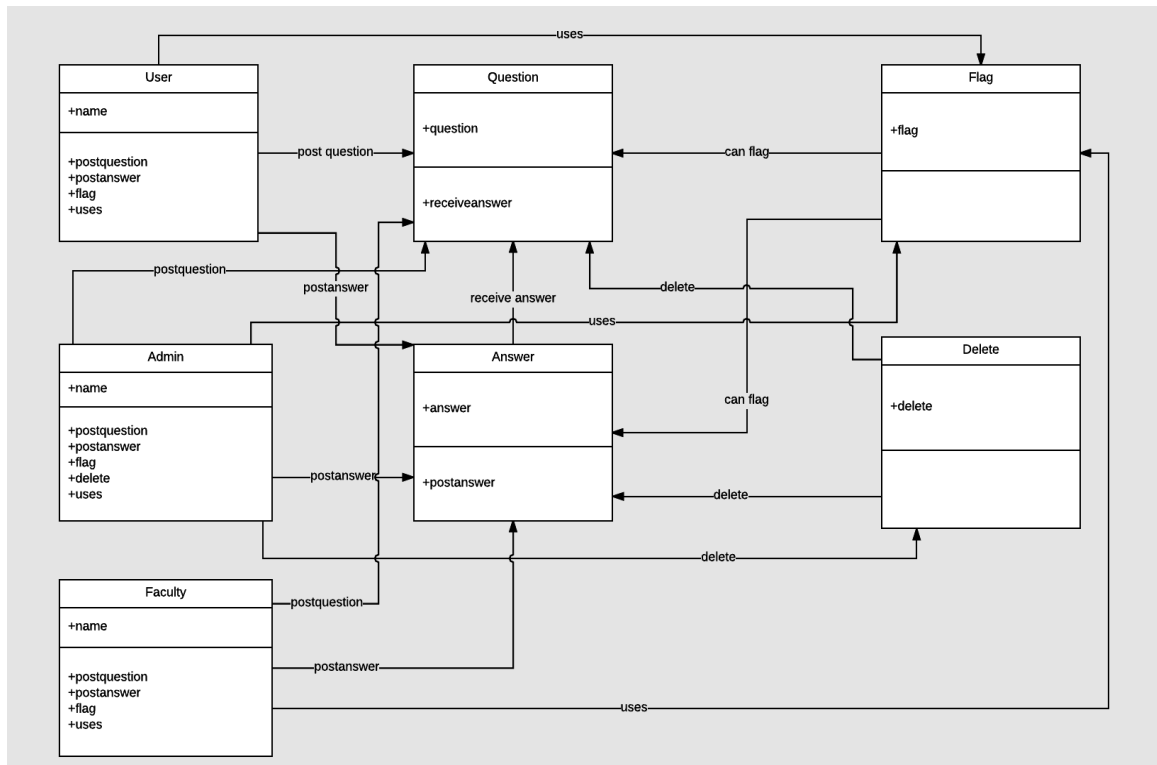 uses
User
+name
+postquestion
+postanswer
+flag
+uses
Question
+question
+receiveanswer
Flag
+flag
post question
can flag
postquestion
postanswer
receive answer
delete
uses
Admin
+name
+postquestion
+postanswer
+flag
+delete
+uses
Answer
+answer
+postanswer
Delete
+delete
can flag
postanswer
delete
delete
Faculty
+name
+postquestion
+postanswer
+flag
+uses
postquestion
postanswer
uses